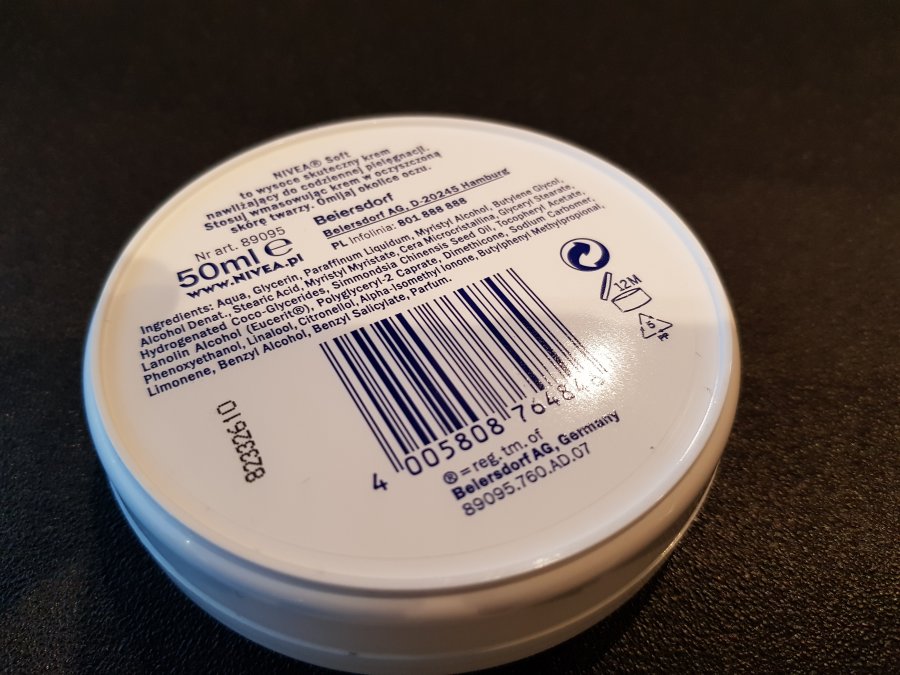 NIVEA® Soft
to wysoce skuteczny krem
nawilżający do codziennej pielęgnacji.
Stosuj wmasowując krem w oczyszczoną
skórę twarzy. Omijaj okolice oczu.
Beiersdorf
Beiersdorf AG, D-20245 Hamburg
PL Infolinia: 801 888 888
Nr art. 89095
50ml e
www.NIVEA.pl
Ingredients: Aqua, Glycerin, Paraffinum Liquidum, Myristyl Alcohol, Butylene Glycol,
Alcohol Denat., Stearic Acid, Myristyl Myristate, Cera Microcristallina, Glyceryl Stearate,
Hydrogenated Coco-Glycerides, Simmondsia Chinensis Seed Oil, Tocopheryl Acetate,
Lanolin Alcohol (Eucerit®), Polyglyceryl-2 Caprate, Dimethicone, Sodium Carbomer,
Phenoxyethanol, Linalool, Citronellol, Alpha-Isomethyl Ionone, Butylphenyl Methylpropional,
Limonene, Benzyl Alcohol, Benzyl Salicylate, Parfum.
12M
5
82332610
4 005808 764846
®=reg. tm. of
Beiersdorf AG, Germany
89095.760.AD.07